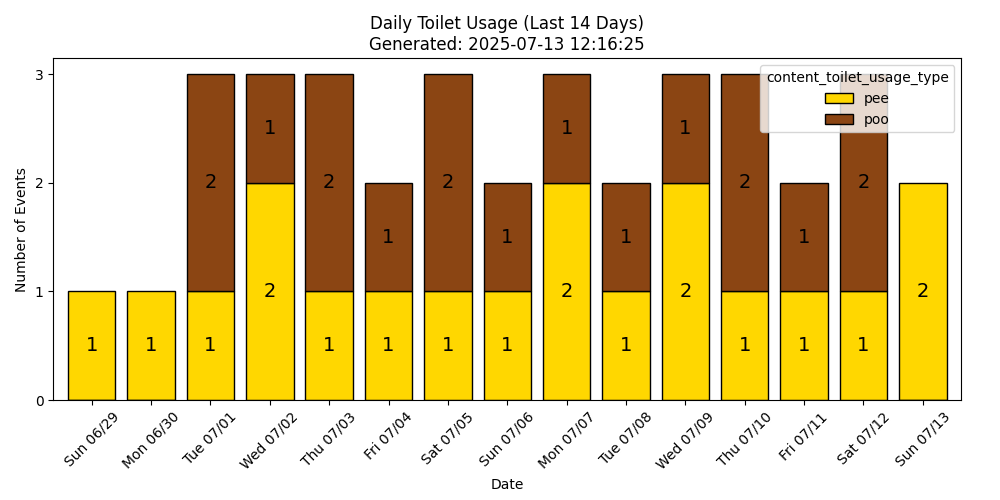 Daily Toilet Usage (Last 14 Days)
Generated: 2025-07-13 12:16:25
content_toilet_usage_type
pee
poo
Number of Events
3
2
1
0
2 1 2 1 2 1 1 1 1 2 1 2
1 1 1 2 1 1 1 1 2 1 2 1 1 1 2
Sun 06/29
Mon 06/30
Tue 07/01
Wed 07/02
Thu 07/03
Fri 07/04
Sat 07/05
Sun 07/06
Mon 07/07
Tue 07/08
Wed 07/09
Thu 07/10
Fri 07/11
Sat 07/12
Sun 07/13
Date